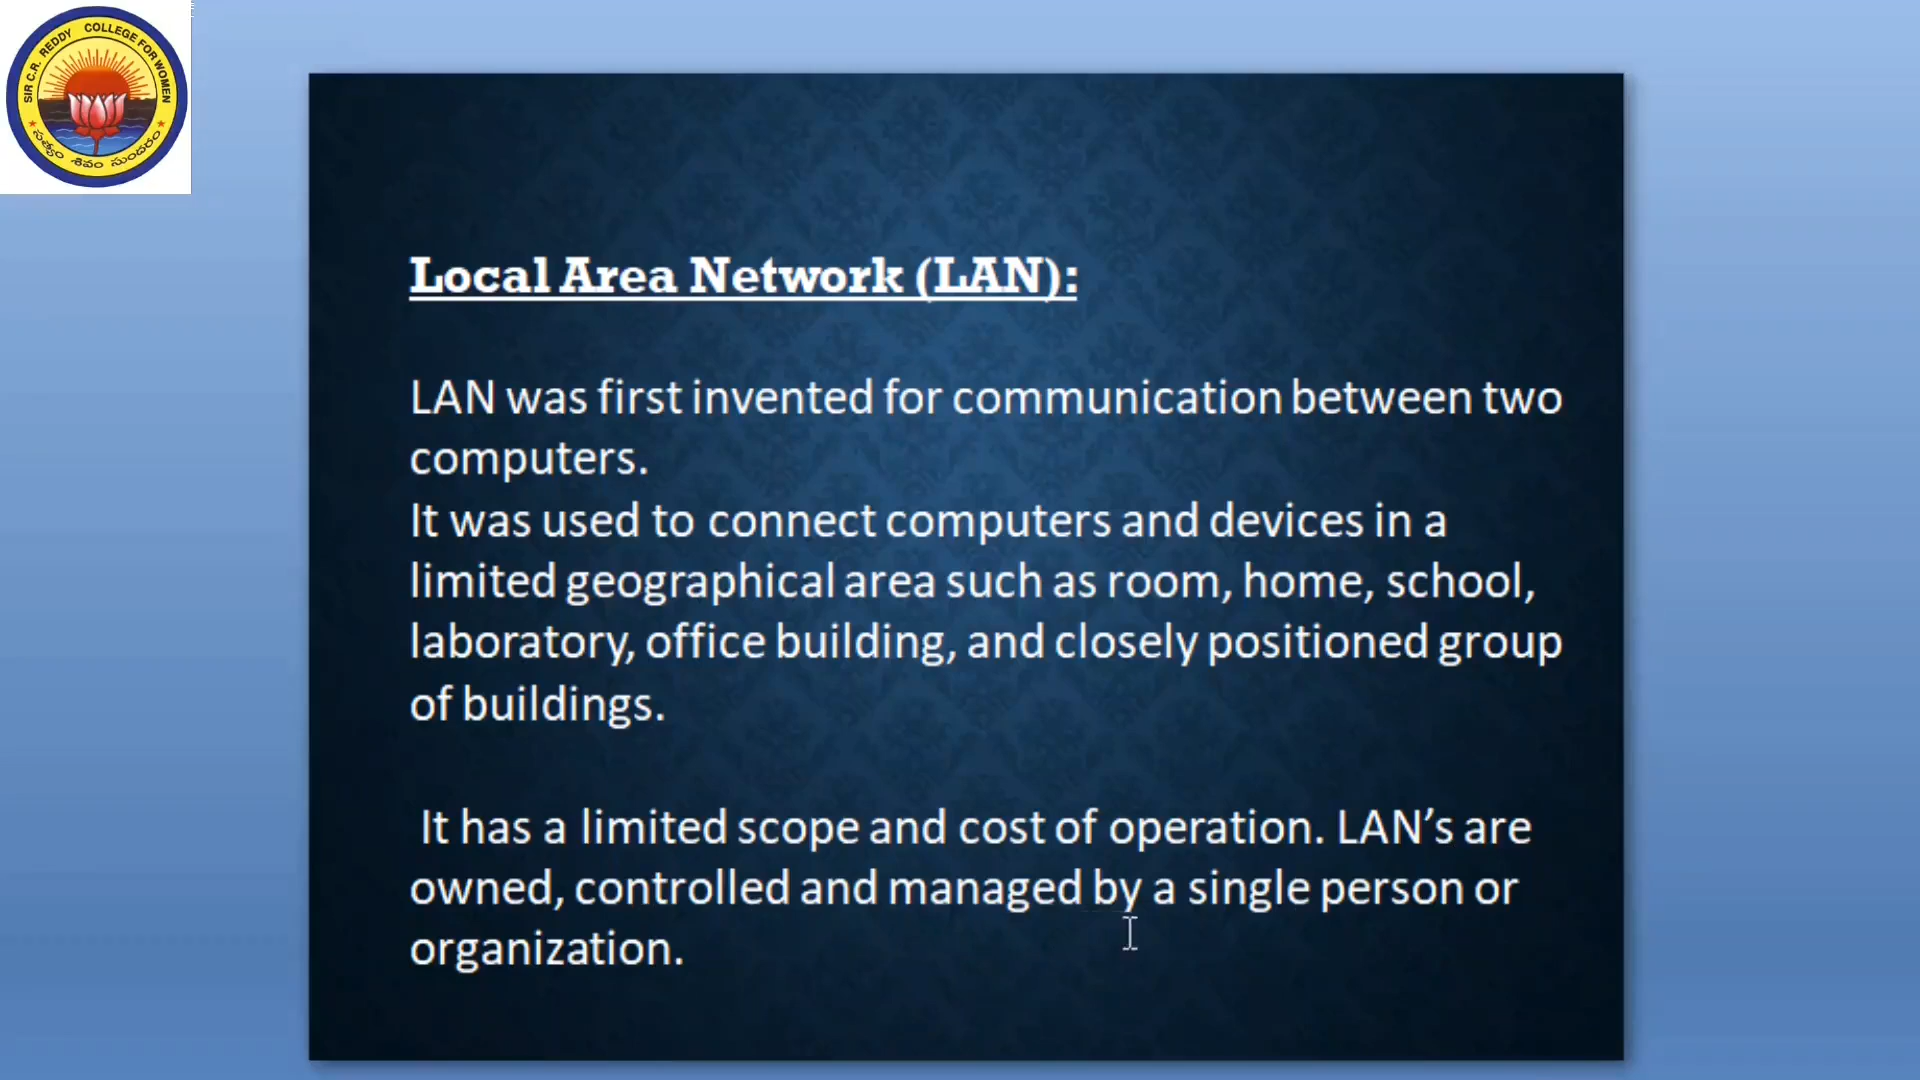 SIR C.R. REDDY COLLEGE FOR WOMEN
సత్యం శివం సుందరం
Local Area Network (LAN):
LAN was first invented for communication between two
computers.
It was used to connect computers and devices in a
limited geographical area such as room, home, school,
laboratory, office building, and closely positioned group
of buildings.
It has a limited scope and cost of operation. LAN’s are
owned, controlled and managed by a single person or
organization.